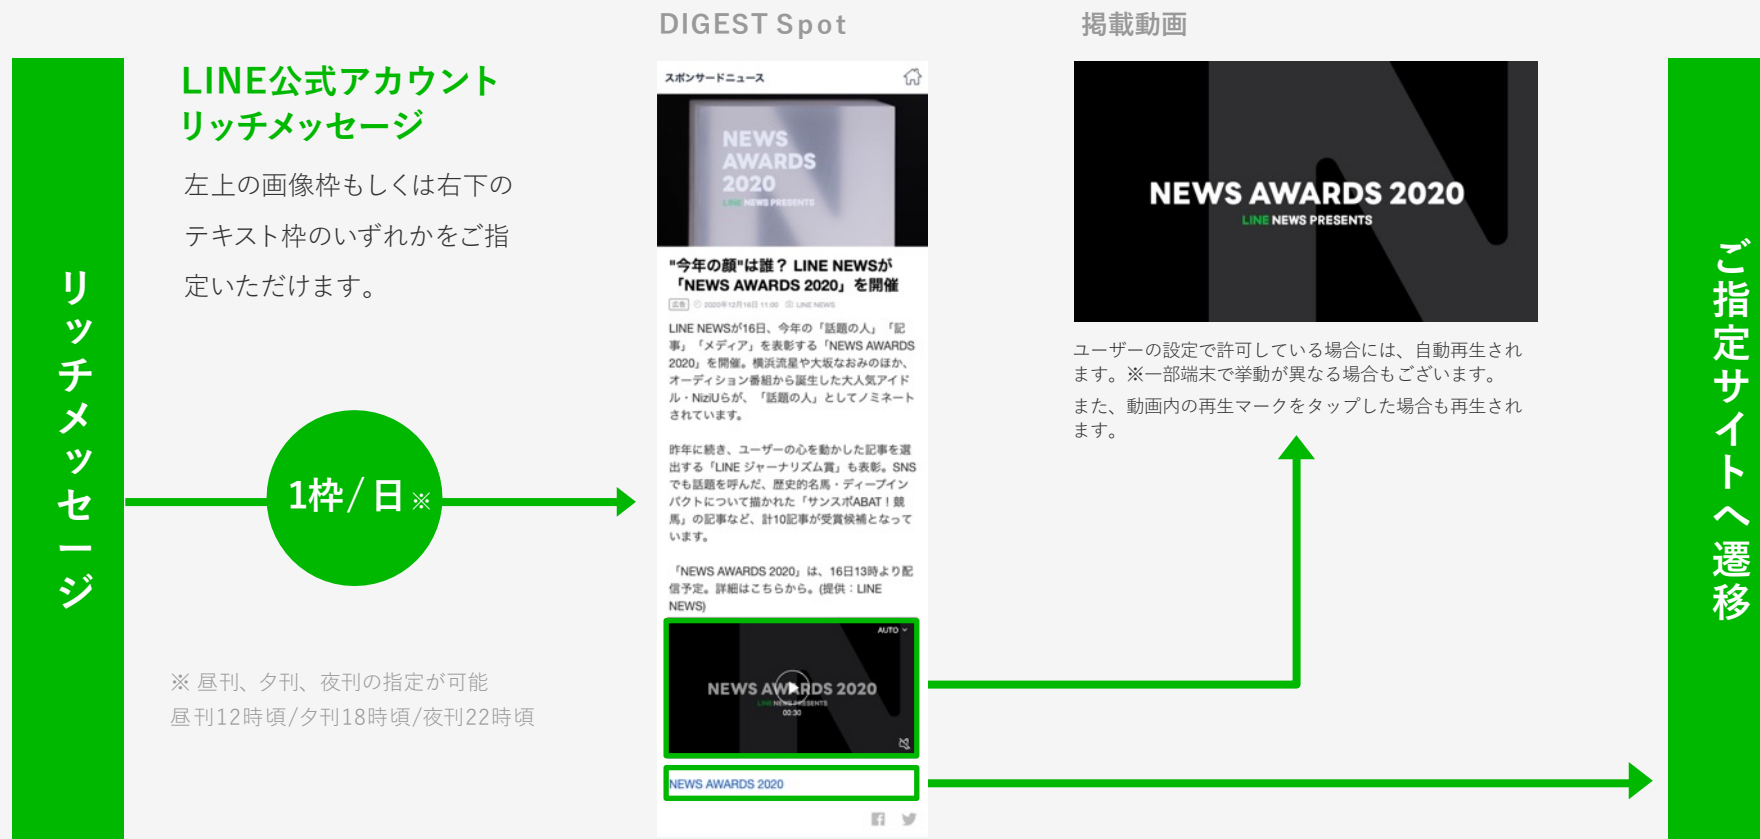 DIGEST Spot
掲載動画
リッチメッセージ
LINE公式アカウント
リッチメッセージ
左上の画像枠もしくは右下の
テキスト枠のいずれかをご指
定いただけます。
1枠/日※
※ 昼刊、夕刊、夜刊の指定が可能
昼刊12時頃/夕刊18時頃/夜刊22時頃
スポンサードニュース
NEWS
AWARDS
2020
LINE NEWS PRESENTS
"今年の顔"は誰？ LINE NEWSが
「NEWS AWARDS 2020」を開催
広告 2020年12月16日 11:00 LINE NEWS
LINE NEWSが16日、今年の「話題の人」「記
事」「メディア」を表彰する「NEWS AWARDS
2020」を開催。横浜流星や大坂なおみのほか、
オーディション番組から誕生した大人気アイド
ル・NiziUらが、「話題の人」としてノミネート
されています。
昨年に続き、ユーザーの心を動かした記事を選
出する「LINE ジャーナリズム賞」も表彰。SNS
でも話題を呼んだ、歴史的名馬・ディープイン
パクトについて描かれた「サンスポABAT！競
馬」の記事など、計10記事が受賞候補となって
います。
「NEWS AWARDS 2020」は、16日13時より配
信予定。詳細はこちらから。(提供：LINE
NEWS)
AUTO
NEWS AWARDS 2020
LINE NEWS PRESENTS
00:30
NEWS AWARDS 2020
NEWS AWARDS 2020
LINE NEWS PRESENTS
ユーザーの設定で許可している場合には、自動再生され
ます。※一部端末で挙動が異なる場合もございます。
また、動画内の再生マークをタップした場合も再生され
ます。
ご指定サイトへ遷移